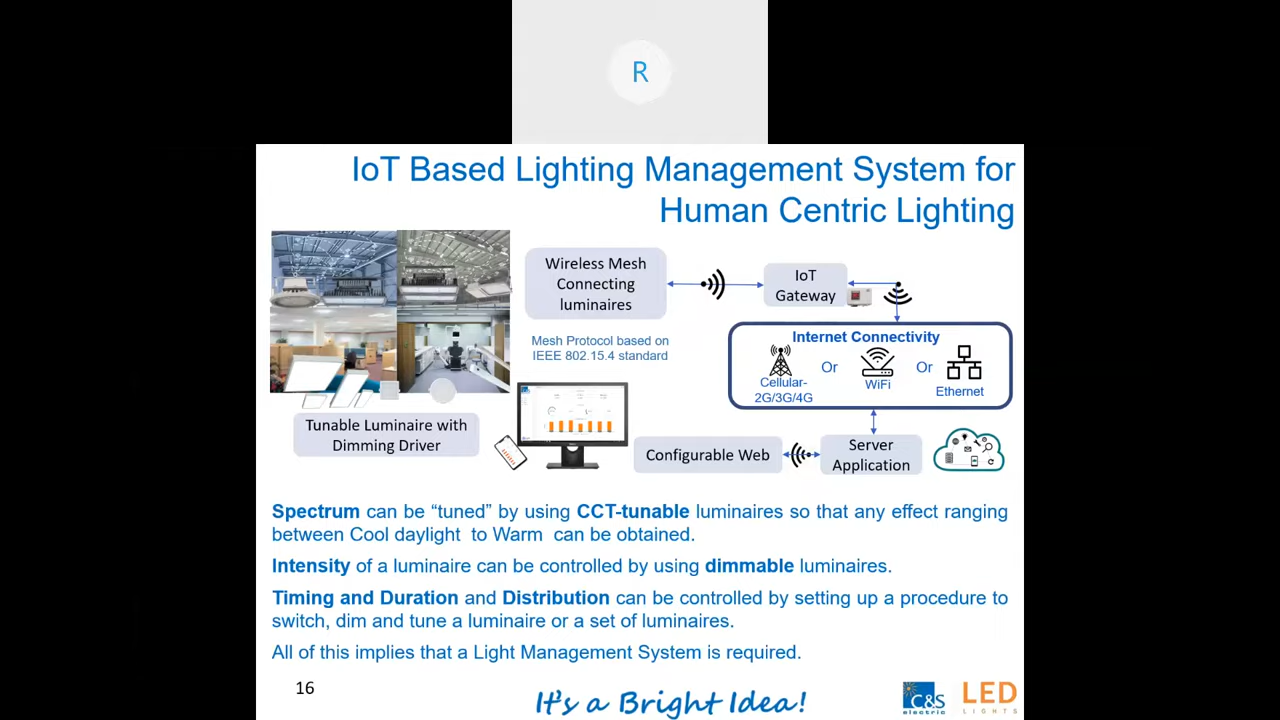 R
IoT Based Lighting Management System for
Human Centric Lighting
Wireless Mesh
Connecting
luminaires
IoT
Gateway
Mesh Protocol based on
IEEE 802.15.4 standard
Internet Connectivity
Cellular-
2G/3G/4G
Or
WiFi
Or
Ethernet
Tunable Luminaire with
Dimming Driver
Configurable Web
Server
Application
Spectrum can be “tuned” by using CCT-tunable luminaires so that any effect ranging
between Cool daylight to Warm can be obtained.
Intensity of a luminaire can be controlled by using dimmable luminaires.
Timing and Duration and Distribution can be controlled by setting up a procedure to
switch, dim and tune a luminaire or a set of luminaires.
All of this implies that a Light Management System is required.
16
It's a Bright Idea!
C&S
electric
LED
LIGHTS